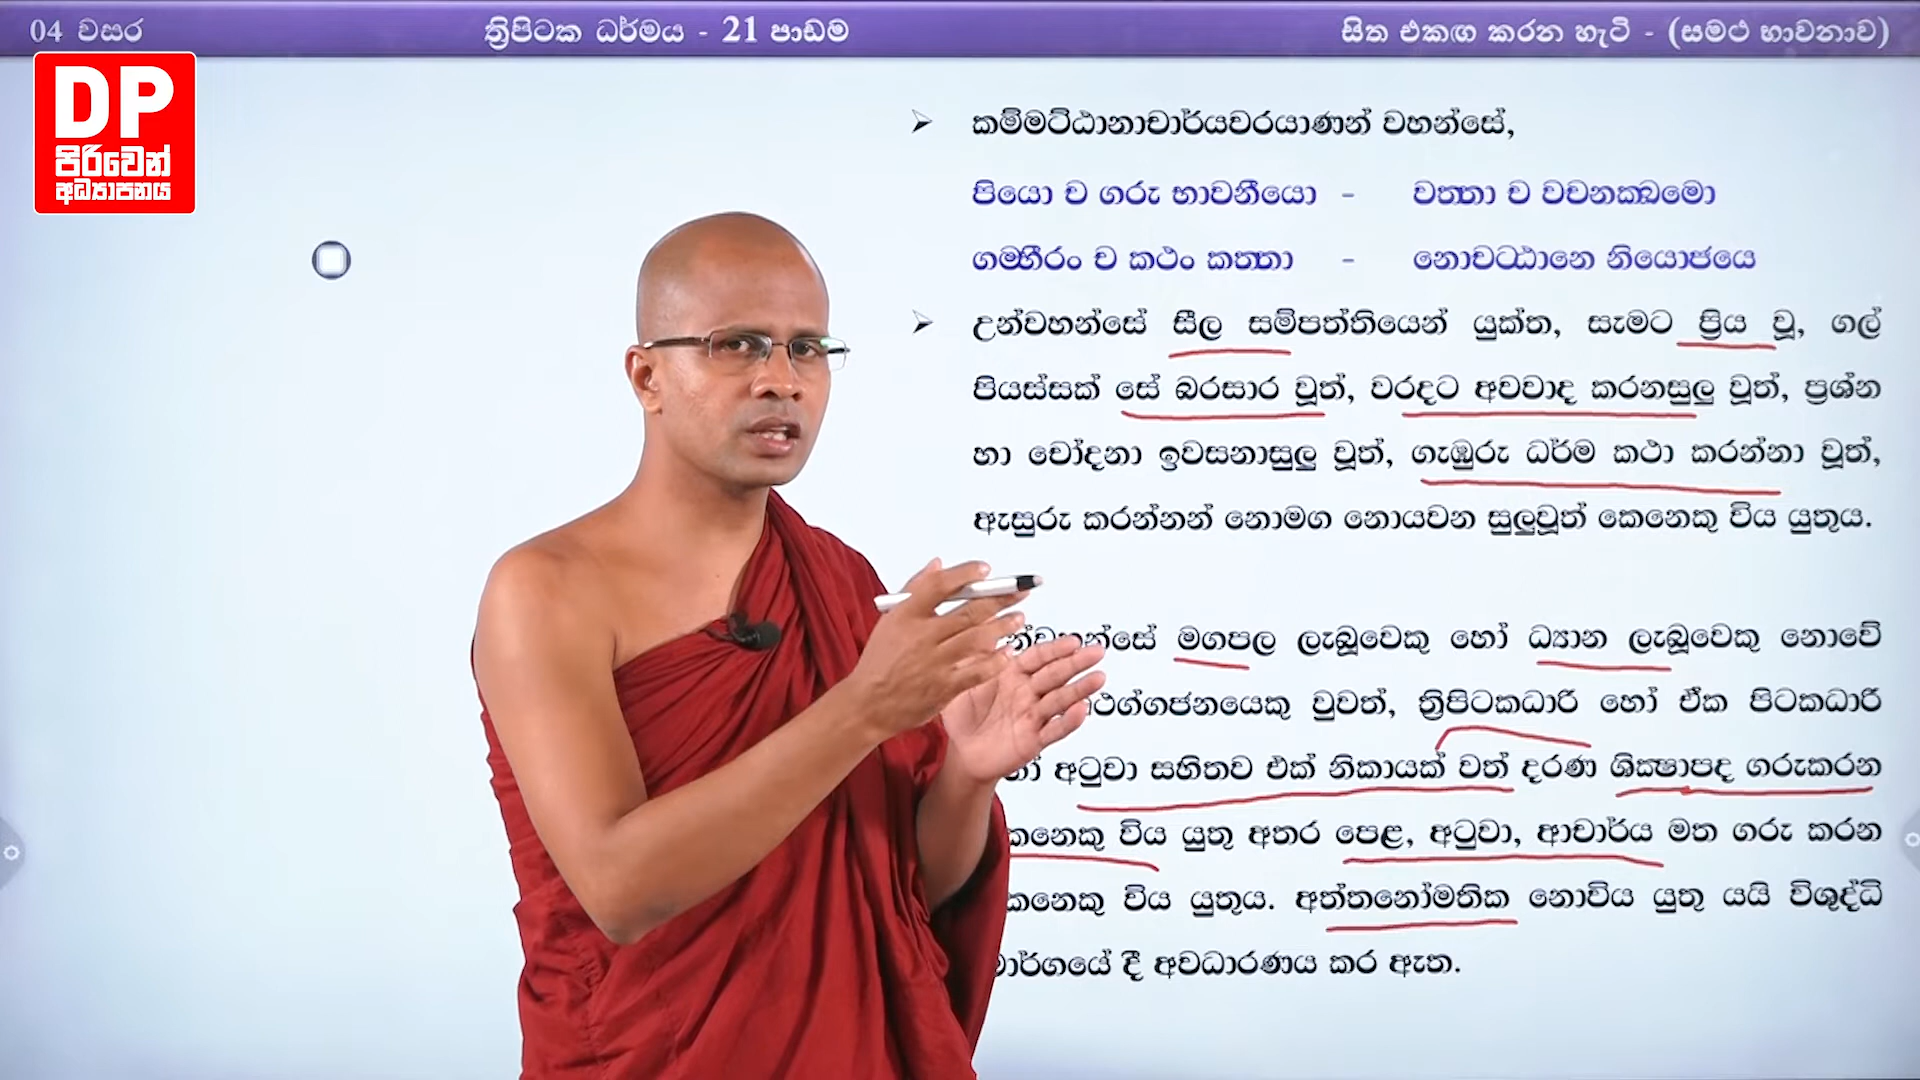 04 වසර
ත්‍රිපිටක ධර්මය - 21 පාඩම
සිත එකඟ කරන හැටි - (සමථ භාවනාව)
DP
පිරිවෙන්
අධ්‍යාපනය
➢ කම්මට්ඨානාචාර්යවරයාණන් වහන්සේ,
පියො ච ගරු භාවනීයො - වත්තා ච වචනක්ඛමො
ගම්භීරං ච කථං කත්තා - නොචට්ඨානෙ නියොජයෙ
➢ උන්වහන්සේ සීල සම්පත්තියෙන් යුක්ත, සැමට ප්‍රිය වූ, ගල්
පියස්සක් සේ බරසාර වූත්, වරදට අවවාද කරනසුලු වූත්, ප්‍රශ්න
හා චෝදනා ඉවසනාසුලු වූත්, ගැඹුරු ධර්ම කථා කරන්නා වූත්,
ඇසුරු කරන්නන් නොමග නොයවන සුලුවූත් කෙනෙකු විය යුතුය.
මගපල ලැබූවෙකු හෝ ධ්‍යාන ලැබූවෙකු නොවේ
වුවත්, ත්‍රිපිටකධාරී හෝ ඒක පිටකධාරී
අටුවා සහිතව එක් නිකායක් වත් දරණ ශික්‍ෂාපද ගරුකරන
කෙනෙකු විය යුතු අතර පෙළ, අටුවා, ආචාර්ය මත ගරු කරන
කෙනෙකු විය යුතුය. අත්තනෝමතික නොවිය යුතු යයි විශුද්ධි
මාර්ගයේ දී අවධාරණය කර ඇත.